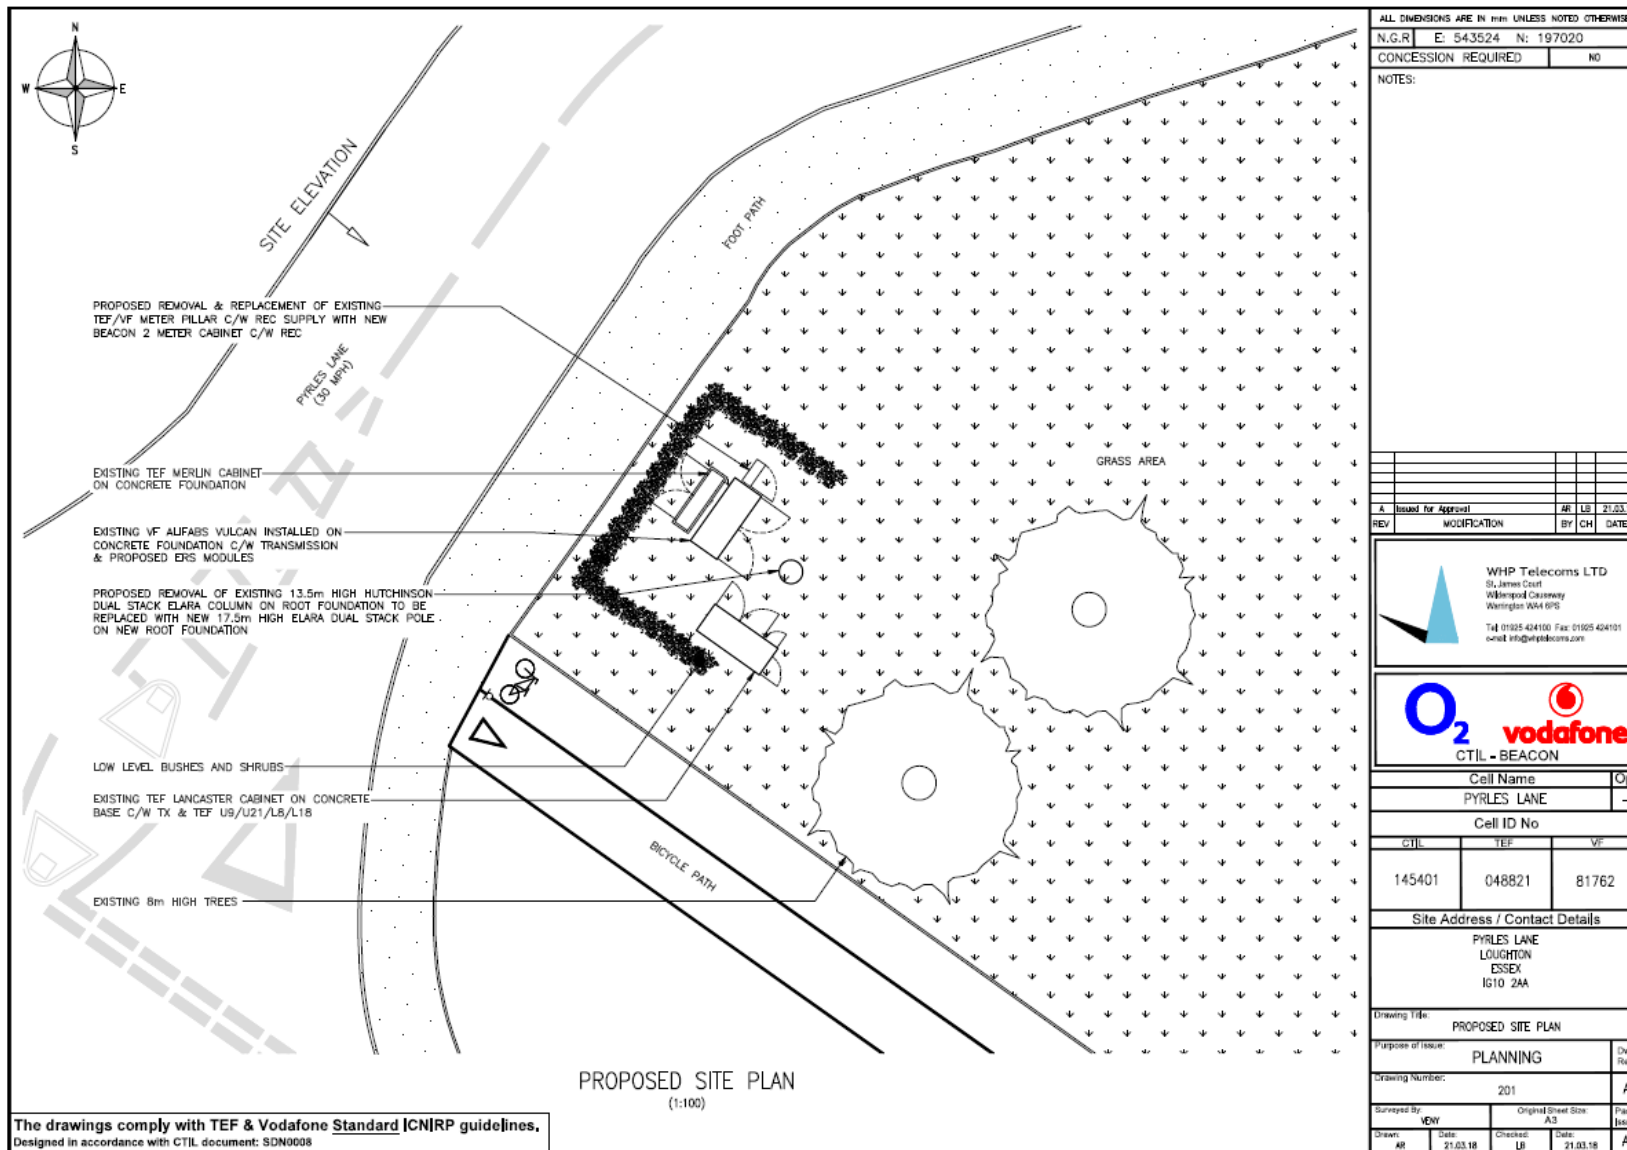 N
W
E
S
SITE ELEVATION
FOOT PATH
PROPOSED REMOVAL & REPLACEMENT OF EXISTING
TEF/VF METER PILLAR C/W REC SUPPLY WITH NEW
BEACON 2 METER CABINET C/W REC
PYRLES LANE
(30 MPH)
EXISTING TEF MERLIN CABINET
ON CONCRETE FOUNDATION
GRASS AREA
EXISTING VF ALIFABS VULCAN INSTALLED ON
CONCRETE FOUNDATION C/W TRANSMISSION
& PROPOSED ERS MODULES
PROPOSED REMOVAL OF EXISTING 13.5m HIGH HUTCHINSON
DUAL STACK ELARA COLUMN ON ROOT FOUNDATION TO BE
REPLACED WITH NEW 17.5m HIGH ELARA DUAL STACK POLE
ON NEW ROOT FOUNDATION
LOW LEVEL BUSHES AND SHRUBS
EXISTING TEF LANCASTER CABINET ON CONCRETE
BASE C/W TX & TEF U9/U21/L8/L18
BICYCLE PATH
EXISTING 8m HIGH TREES
PROPOSED SITE PLAN
(1:100)
The drawings comply with TEF & Vodafone Standard ICNIRP guidelines.
Designed in accordance with CTIL document: SDN0008
ALL DIMENSIONS ARE IN mm UNLESS NOTED OTHERWISE
N.G.R E: 543524 N: 197020
CONCESSION REQUIRED NO
NOTES:
A Issued for Approval AR LB 21.03.
REV MODIFICATION BY CH DATE
WHP Telecoms LTD
St. James Court
Wilderspool Causeway
Warrington WA4 6PS
Tel: 01925 424100 Fax: 01925 424101
e-mail: info@whptelecoms.com
O2
vodafone
CTIL - BEACON
Cell Name
PYRLES LANE
Cell ID No
CTIL TEF VF
145401 048821 81762
Site Address / Contact Details
PYRLES LANE
LOUGHTON
ESSEX
IG10 2AA
Drawing Title:
PROPOSED SITE PLAN
Purpose of issue:
PLANNING
Drawing Number:
201
Surveyed By: Original Sheet Size:
VENY A3
Drawn: Date: Checked: Date:
AR 21.03.18 LB 21.03.18